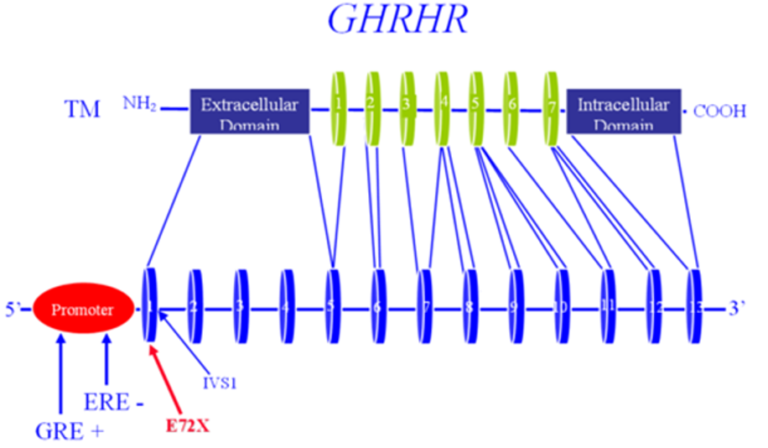 GHRHR
TM NH₂ Extracellular Domain 1 2 3 4 5 6 7 Intracellular Domain COOH
5' Promoter 1 2 3 4 5 6 7 8 9 10 11 12 13 3'
IVS1
ERE -
E72X
GRE +